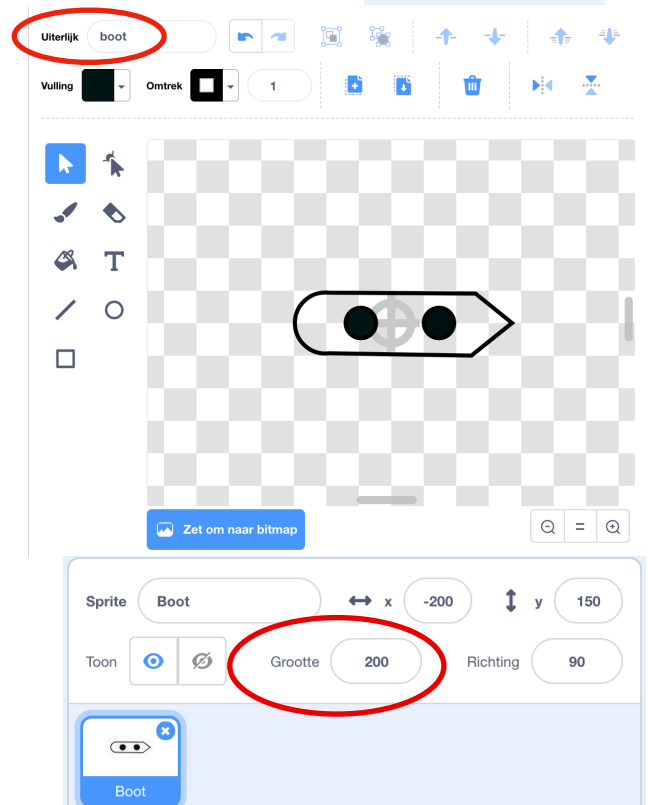 Uiterlijk boot
Vulling Omtrek 1
T
Zet om naar bitmap
Sprite Boot x -200 y 150
Toon Grootte 200 Richting 90
Boot